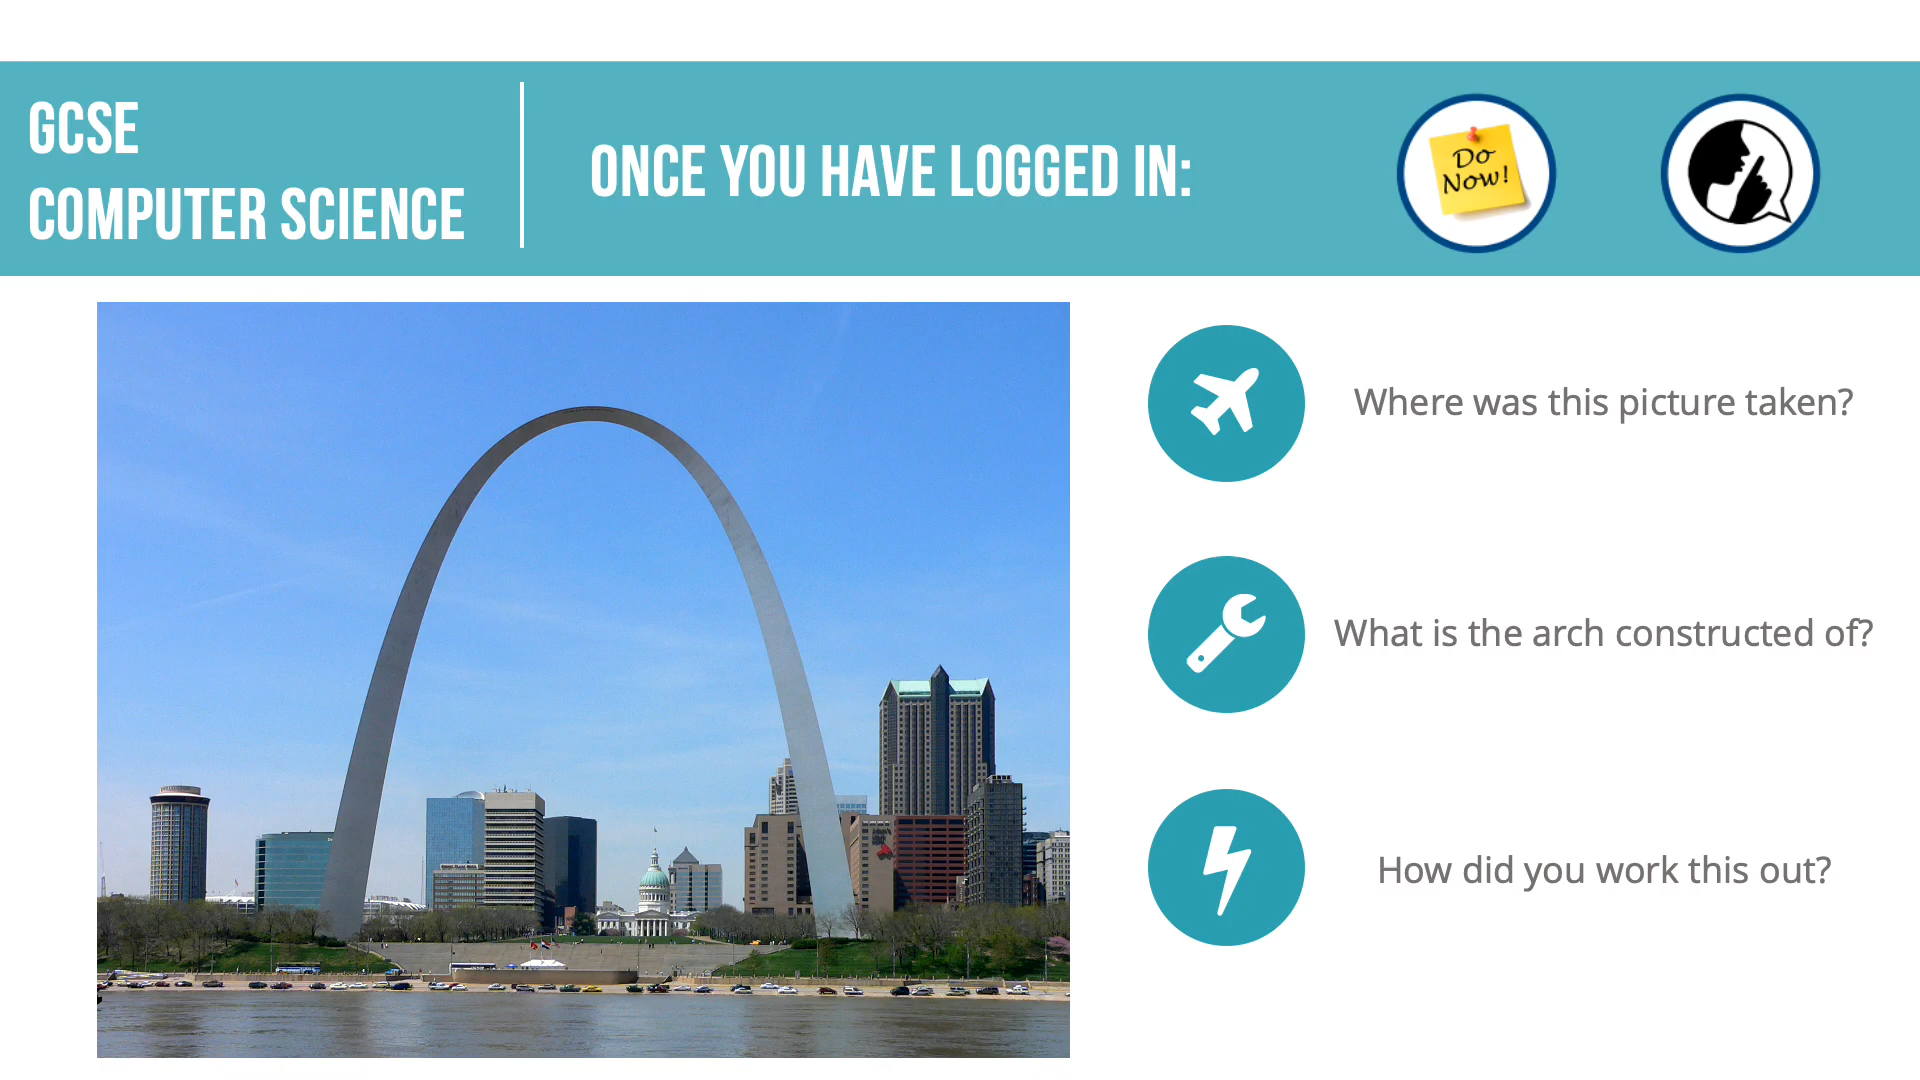 GCSE
COMPUTER SCIENCE
ONCE YOU HAVE LOGGED IN:
Do
Now!
Where was this picture taken?
What is the arch constructed of?
How did you work this out?